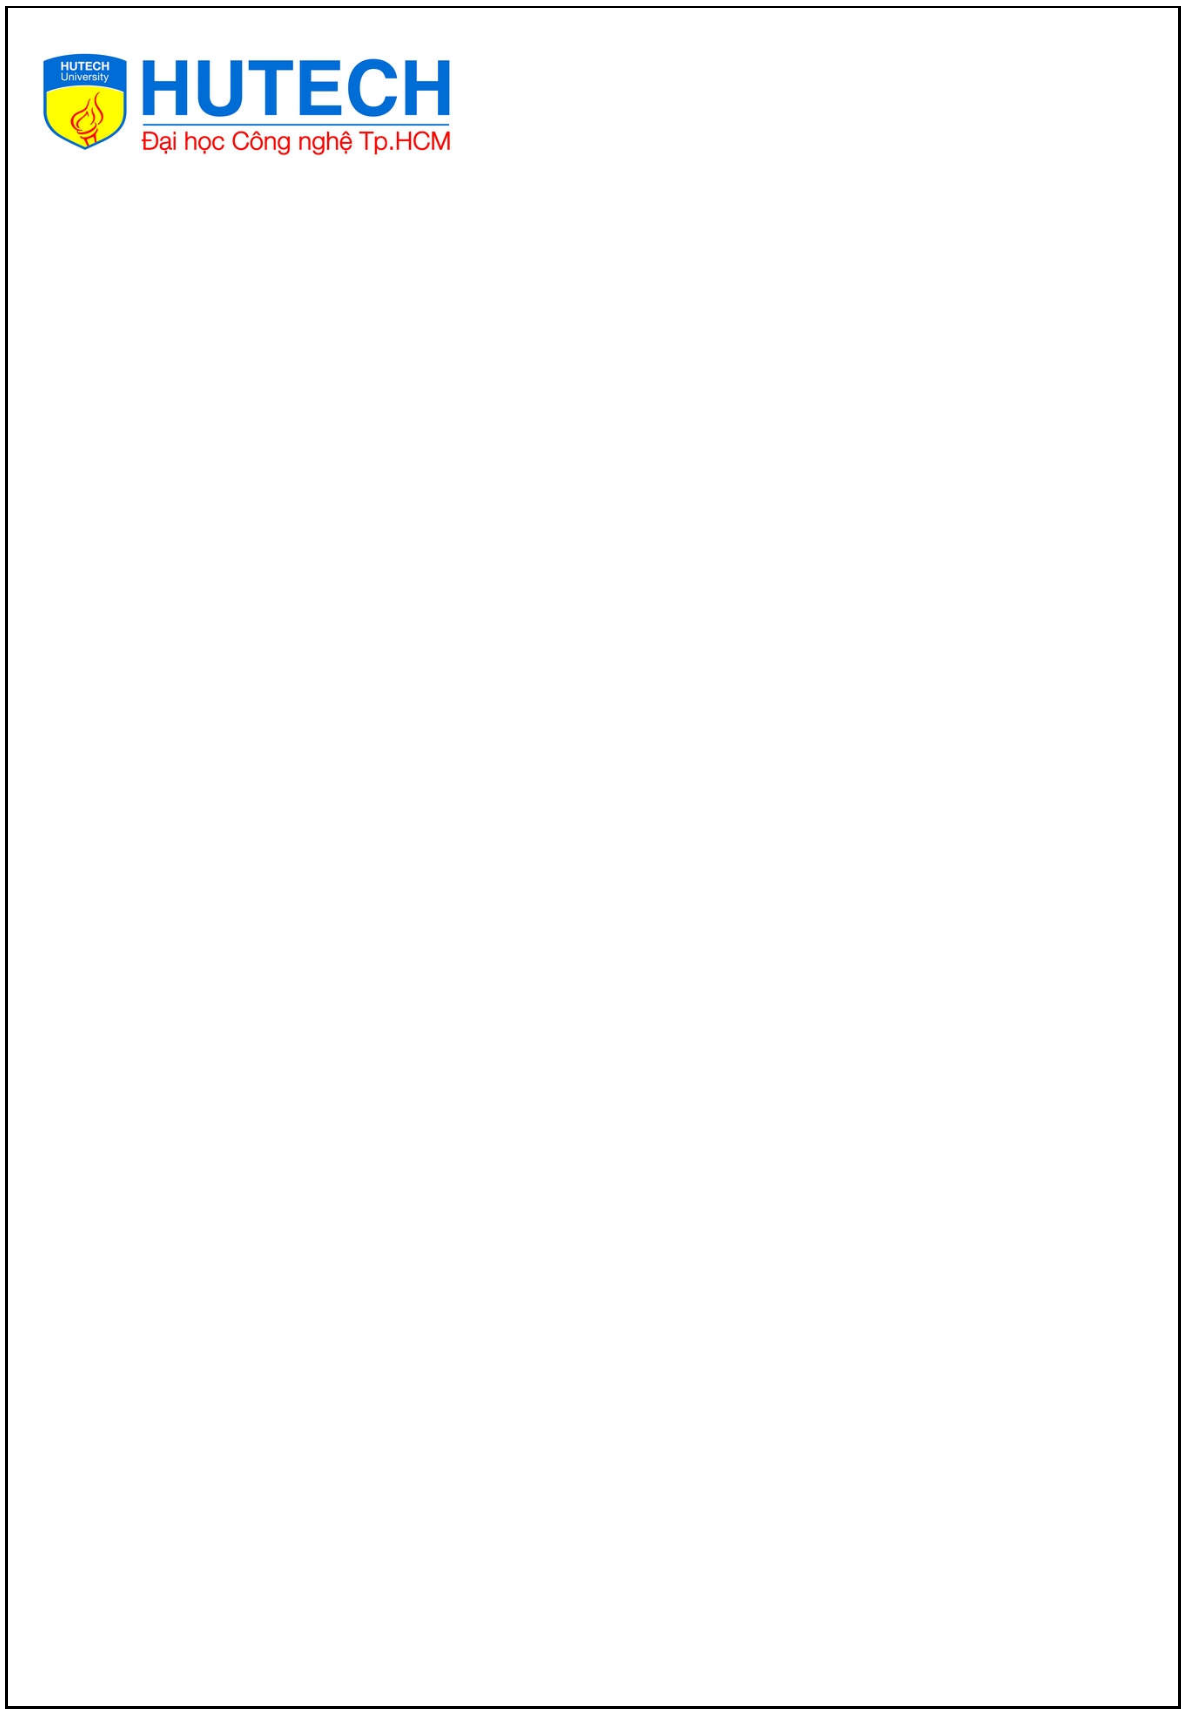 HUTECH
University
HUTECH
Đại học Công nghệ Tp.HCM